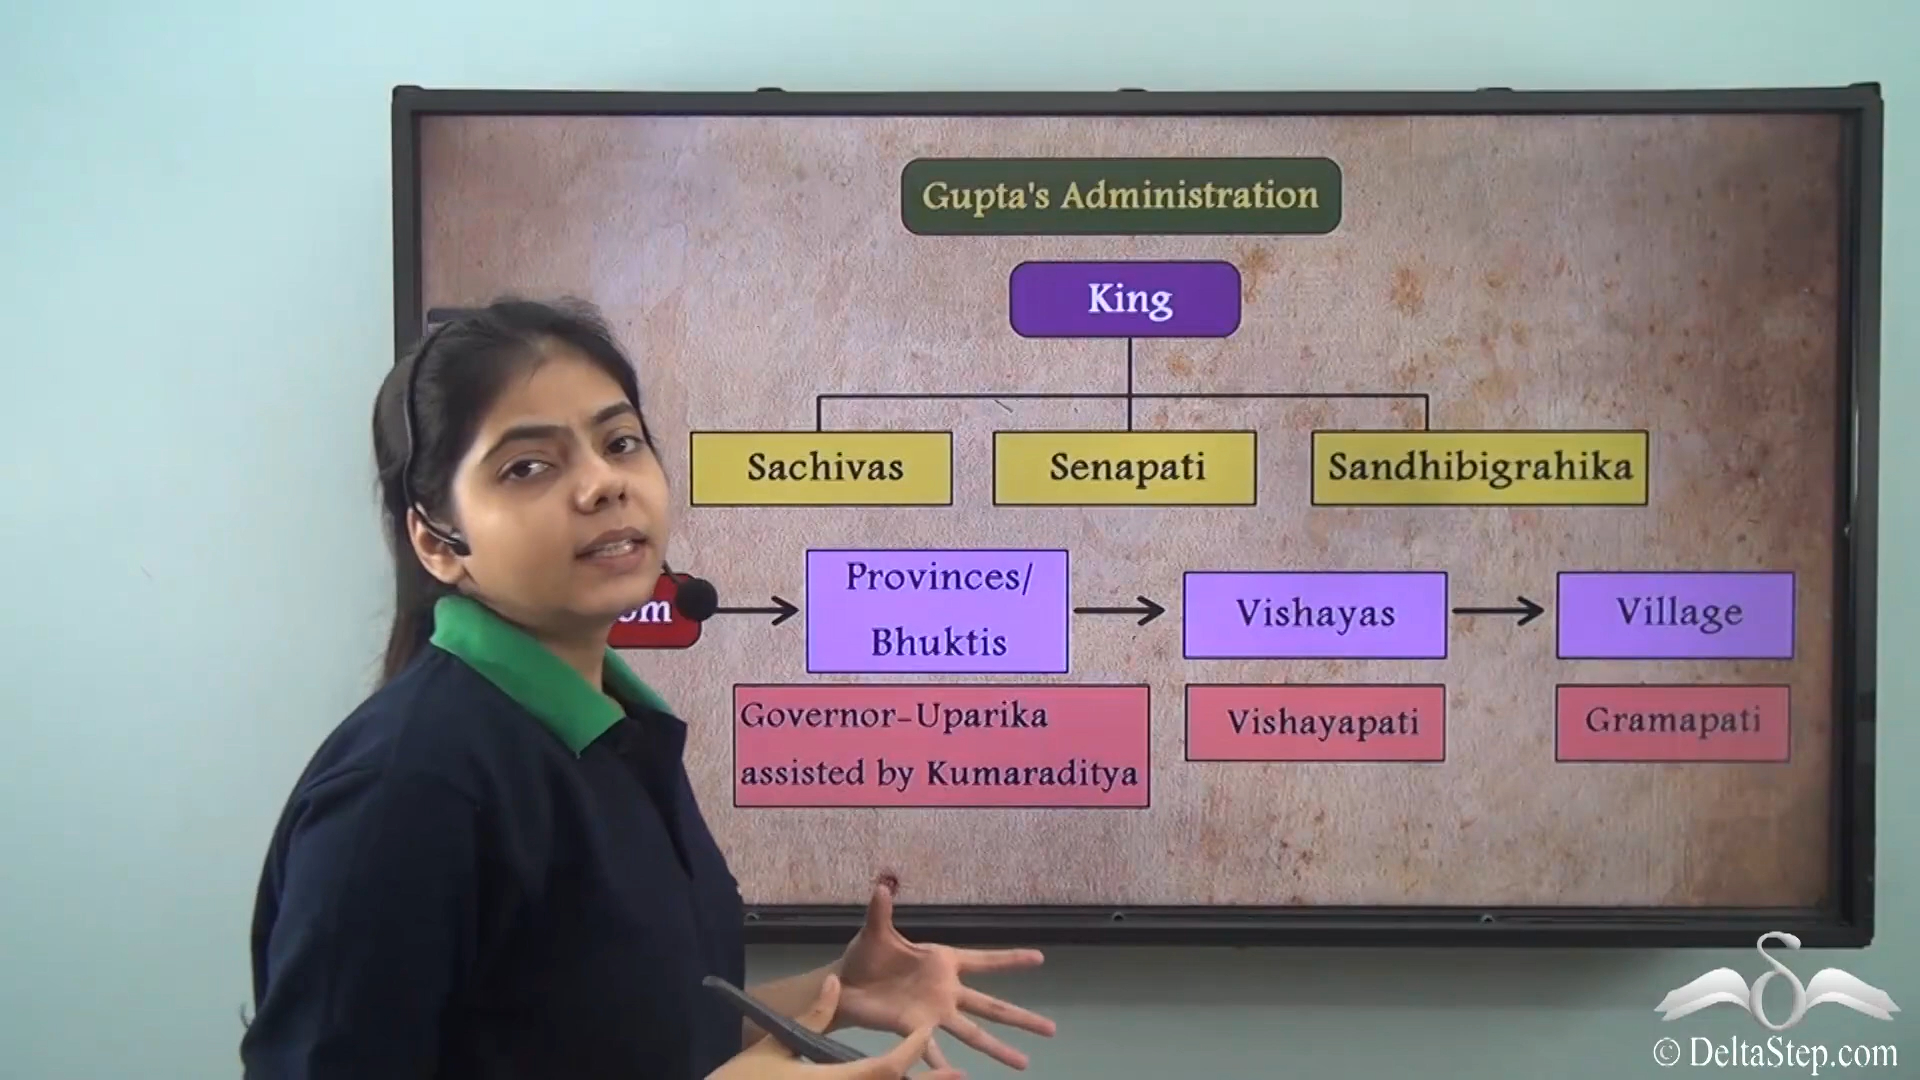 Gupta's Administration
King
Sachivas
Senapati
Sandhibigrahika
Provinces/
Bhuktis
Vishayas
Village
Governor-Uparika
assisted by Kumaraditya
Vishayapati
Gramapati
© DeltaStep.com